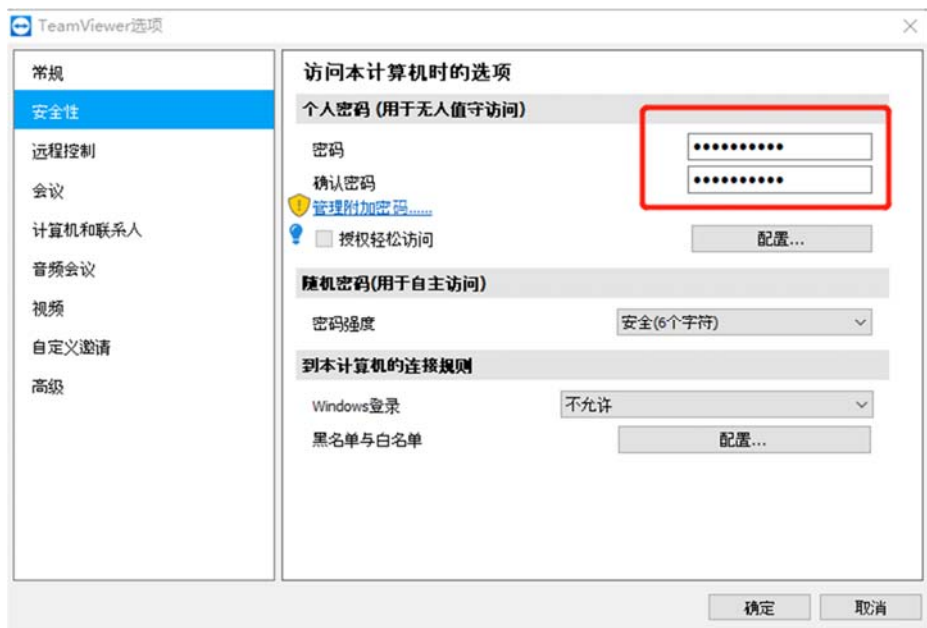 TeamViewer选项
常规
安全性
远程控制
会议
计算机和联系人
音频会议
视频
自定义邀请
高级
访问本计算机时的选项
个人密码 (用于无人值守访问)
密码 ••••••••••
确认密码 ••••••••••
管理附加密码......
授权轻松访问 配置...
随机密码(用于自主访问)
密码强度 安全(6个字符)
到本计算机的连接规则
Windows登录 不允许
黑名单与白名单 配置...
确定 取消